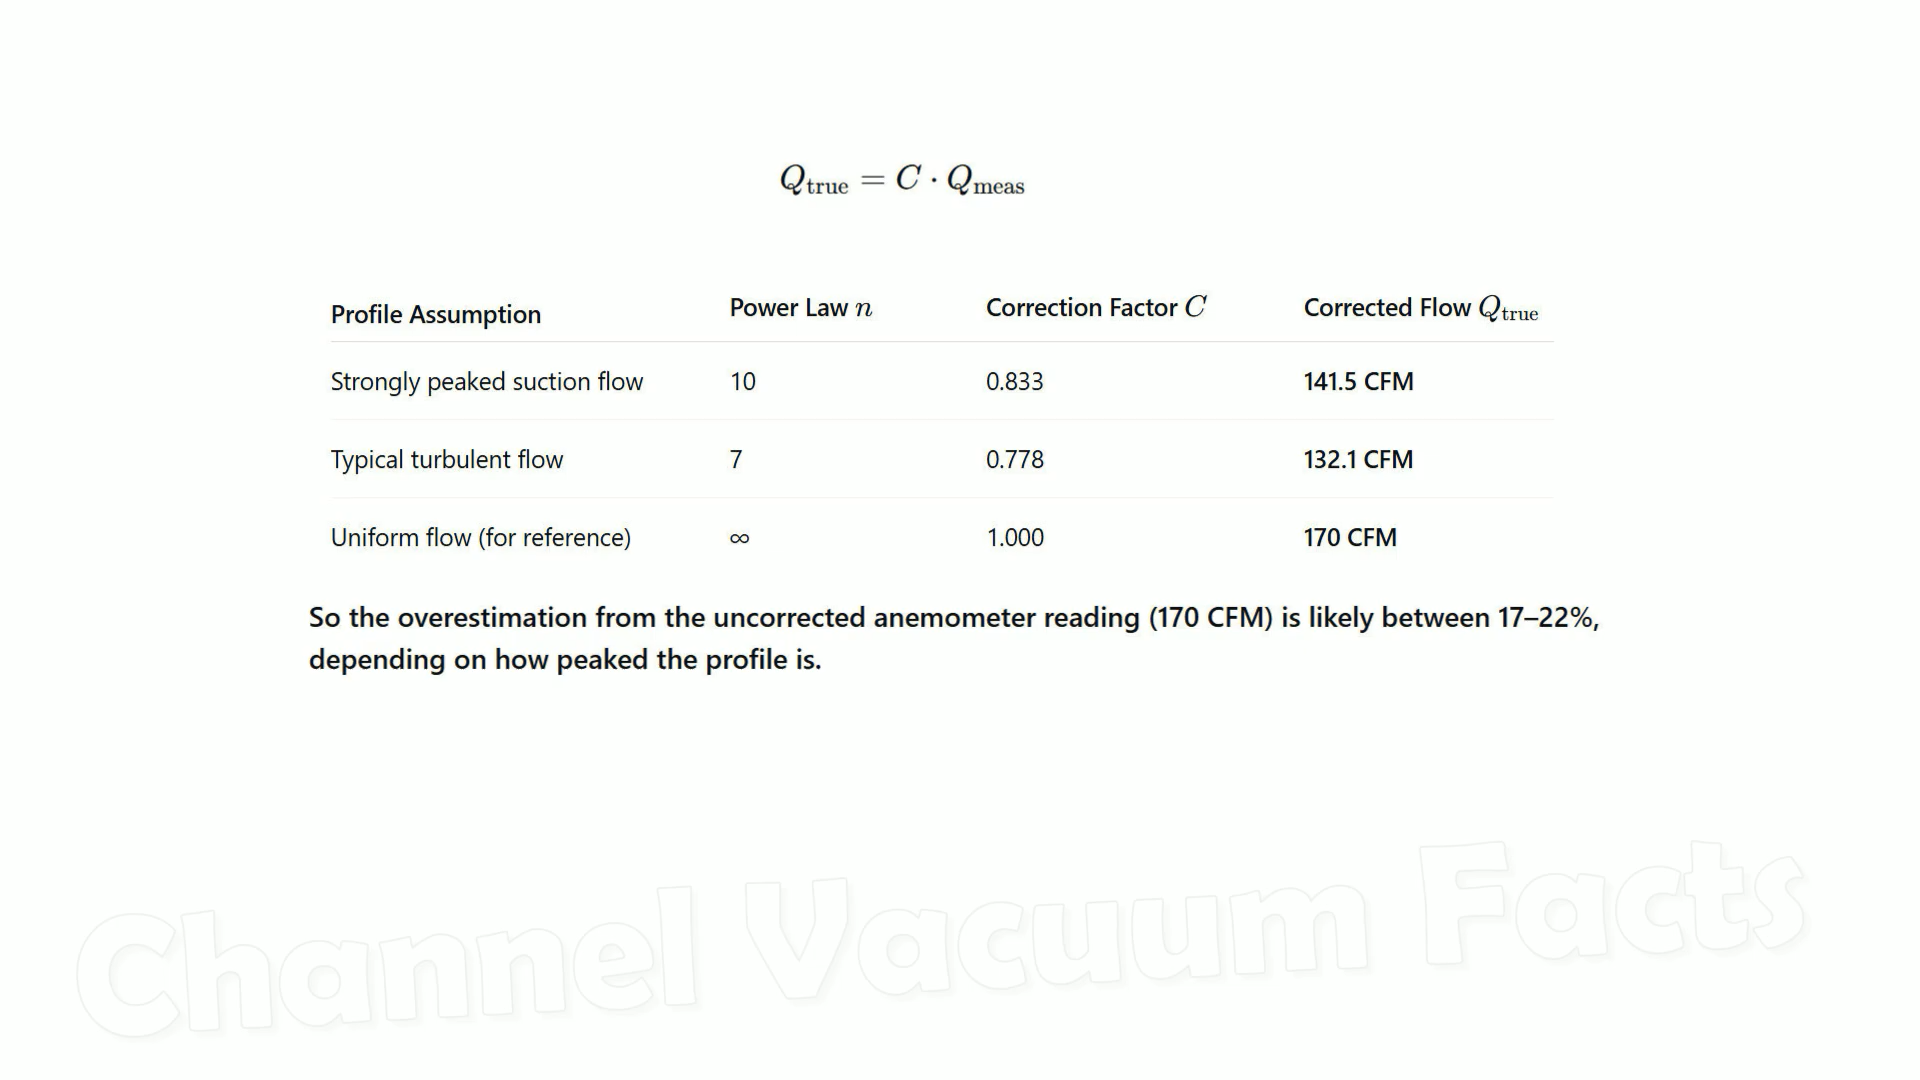 Q_true = C · Q_meas
Profile Assumption Power Law n Correction Factor C Corrected Flow Q_true
Strongly peaked suction flow 10 0.833 141.5 CFM
Typical turbulent flow 7 0.778 132.1 CFM
Uniform flow (for reference) ∞ 1.000 170 CFM
So the overestimation from the uncorrected anemometer reading (170 CFM) is likely between 17–22%,
depending on how peaked the profile is.
Channel Vacuum Facts